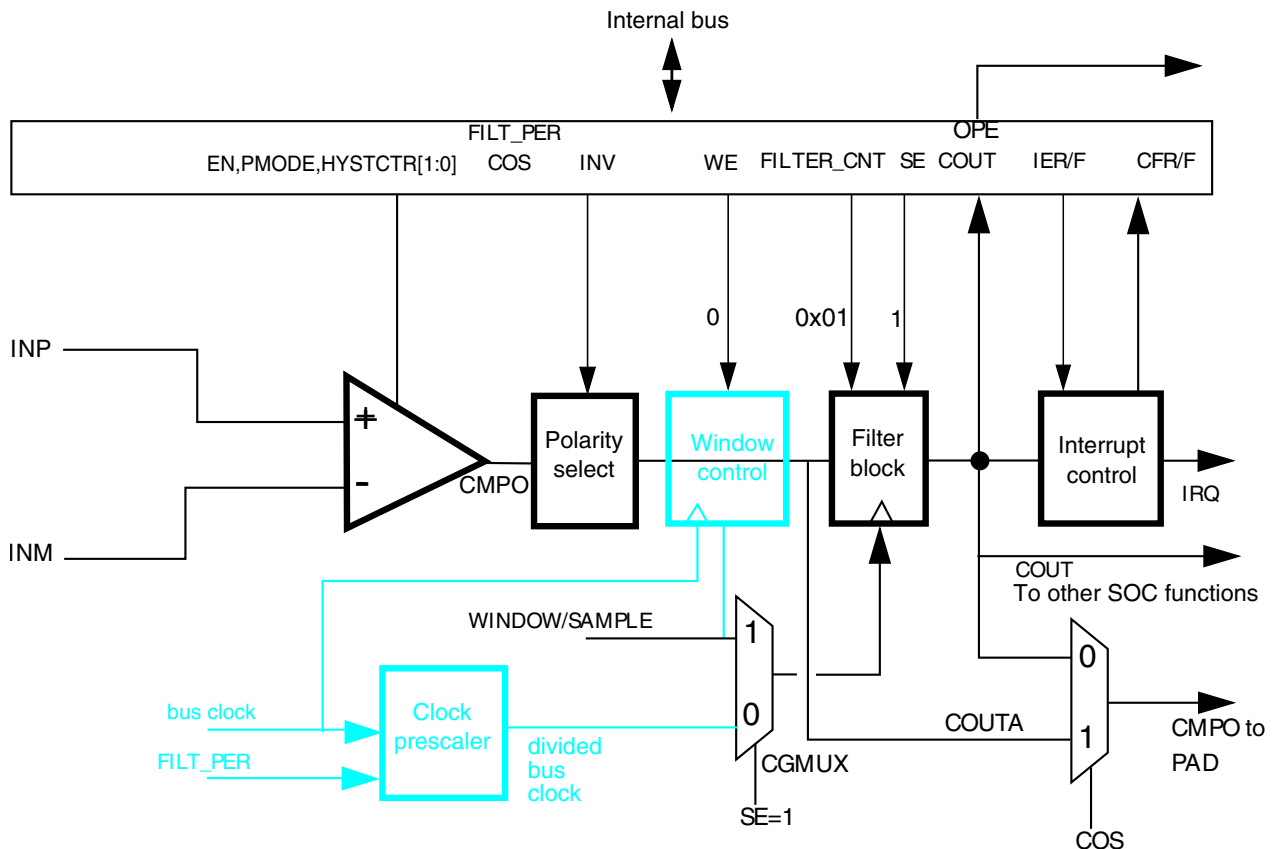 Internal bus
FILT_PER
OPE
EN,PMODE,HYSTCTR[1:0]
COS
INV
WE
FILTER_CNT
SE
COUT
IER/F
CFR/F
0
0x01
1
INP
+
-
INM
CMPO
Polarity
select
Window
control
Filter
block
Interrupt
control
IRQ
COUT
To other SOC functions
WINDOW/SAMPLE
1
0
CGMUX
SE=1
bus clock
FILT_PER
Clock
prescaler
divided
bus
clock
COUTA
0
1
CMPO to
PAD
COS